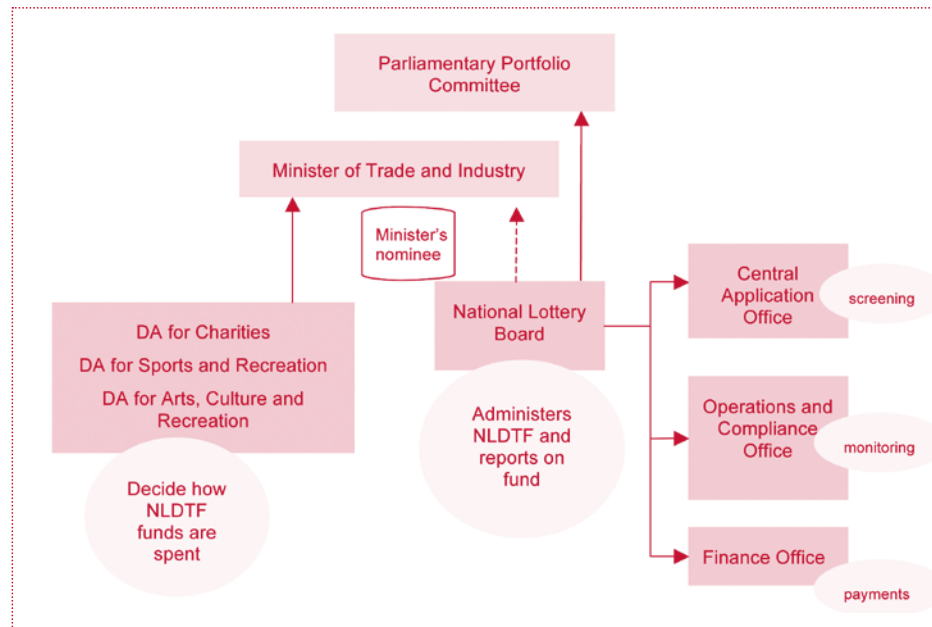 Parliamentary Portfolio
Committee
Minister of Trade and Industry
Minister's
nominee
DA for Charities
DA for Sports and Recreation
DA for Arts, Culture and
Recreation
Decide how
NLDTF
funds are
spent
National Lottery
Board
Administers
NLDTF and
reports on
fund
Central
Application
Office
screening
Operations and
Compliance
Office
monitoring
Finance Office
payments